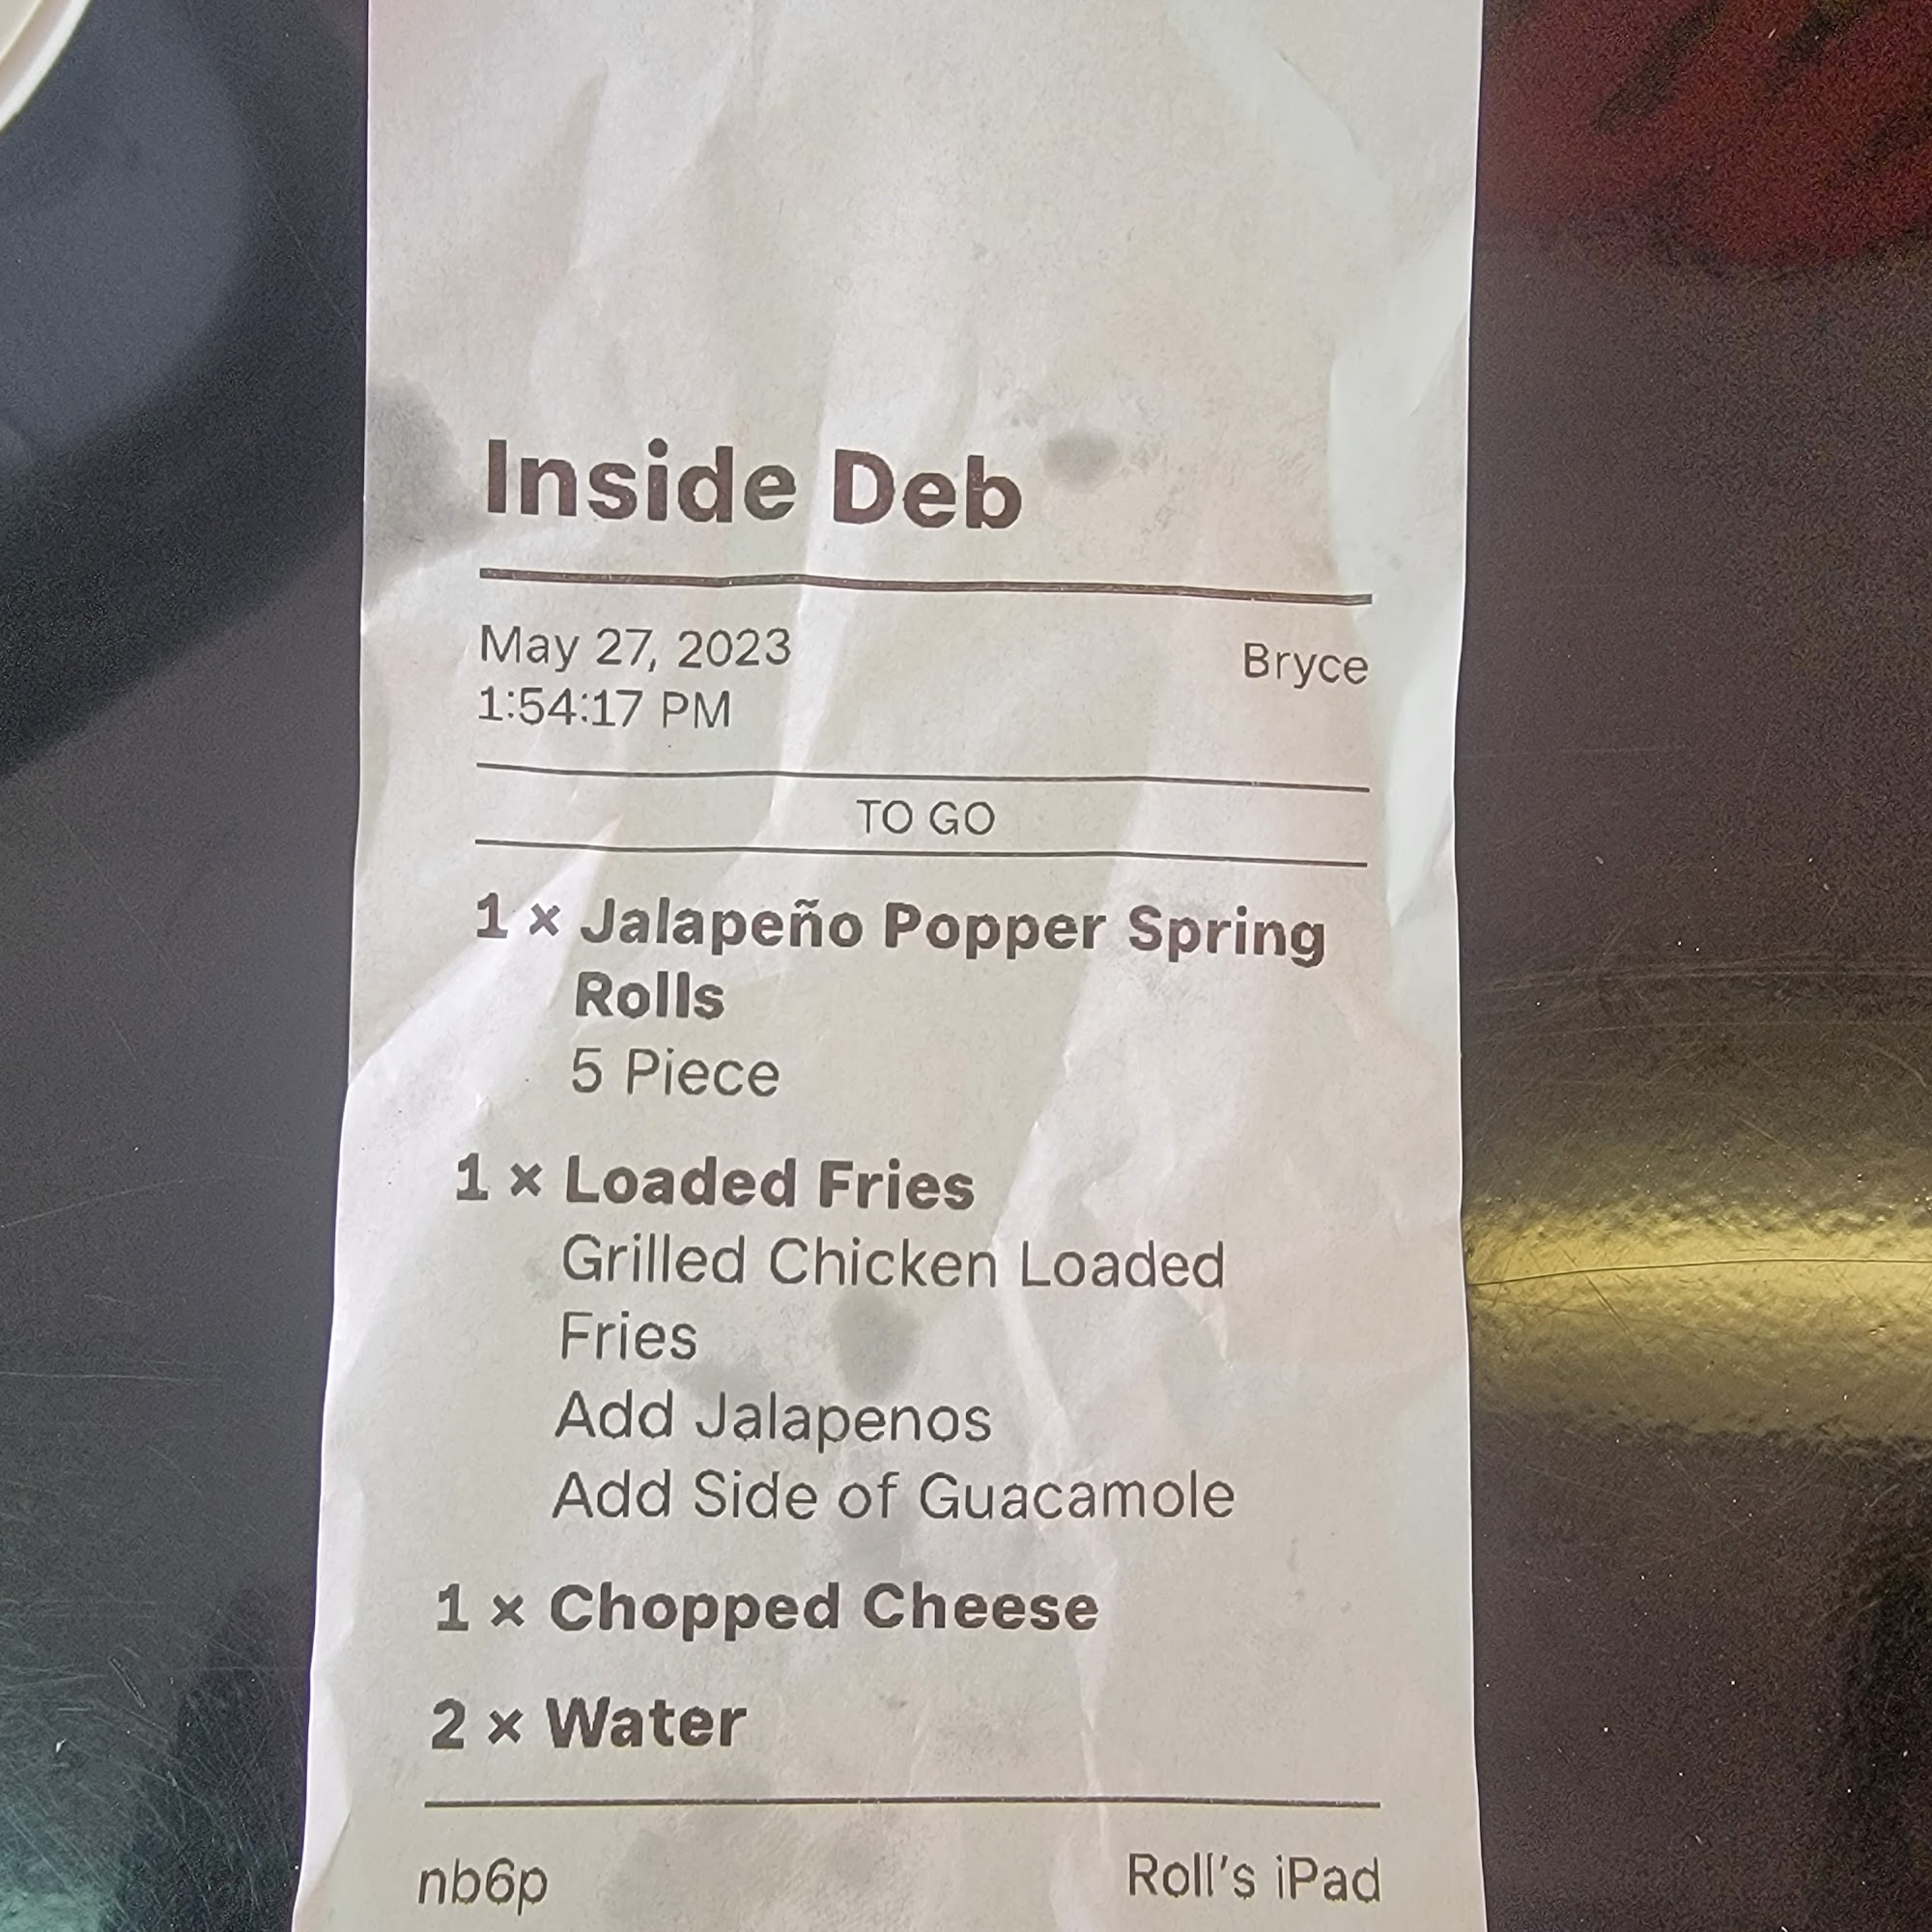 Inside Deb
May 27, 2023 Bryce
1:54:17 PM
TO GO
1 × Jalapeño Popper Spring
Rolls
5 Piece
1 × Loaded Fries
Grilled Chicken Loaded
Fries
Add Jalapenos
Add Side of Guacamole
1 × Chopped Cheese
2 × Water
nb6p Roll's iPad